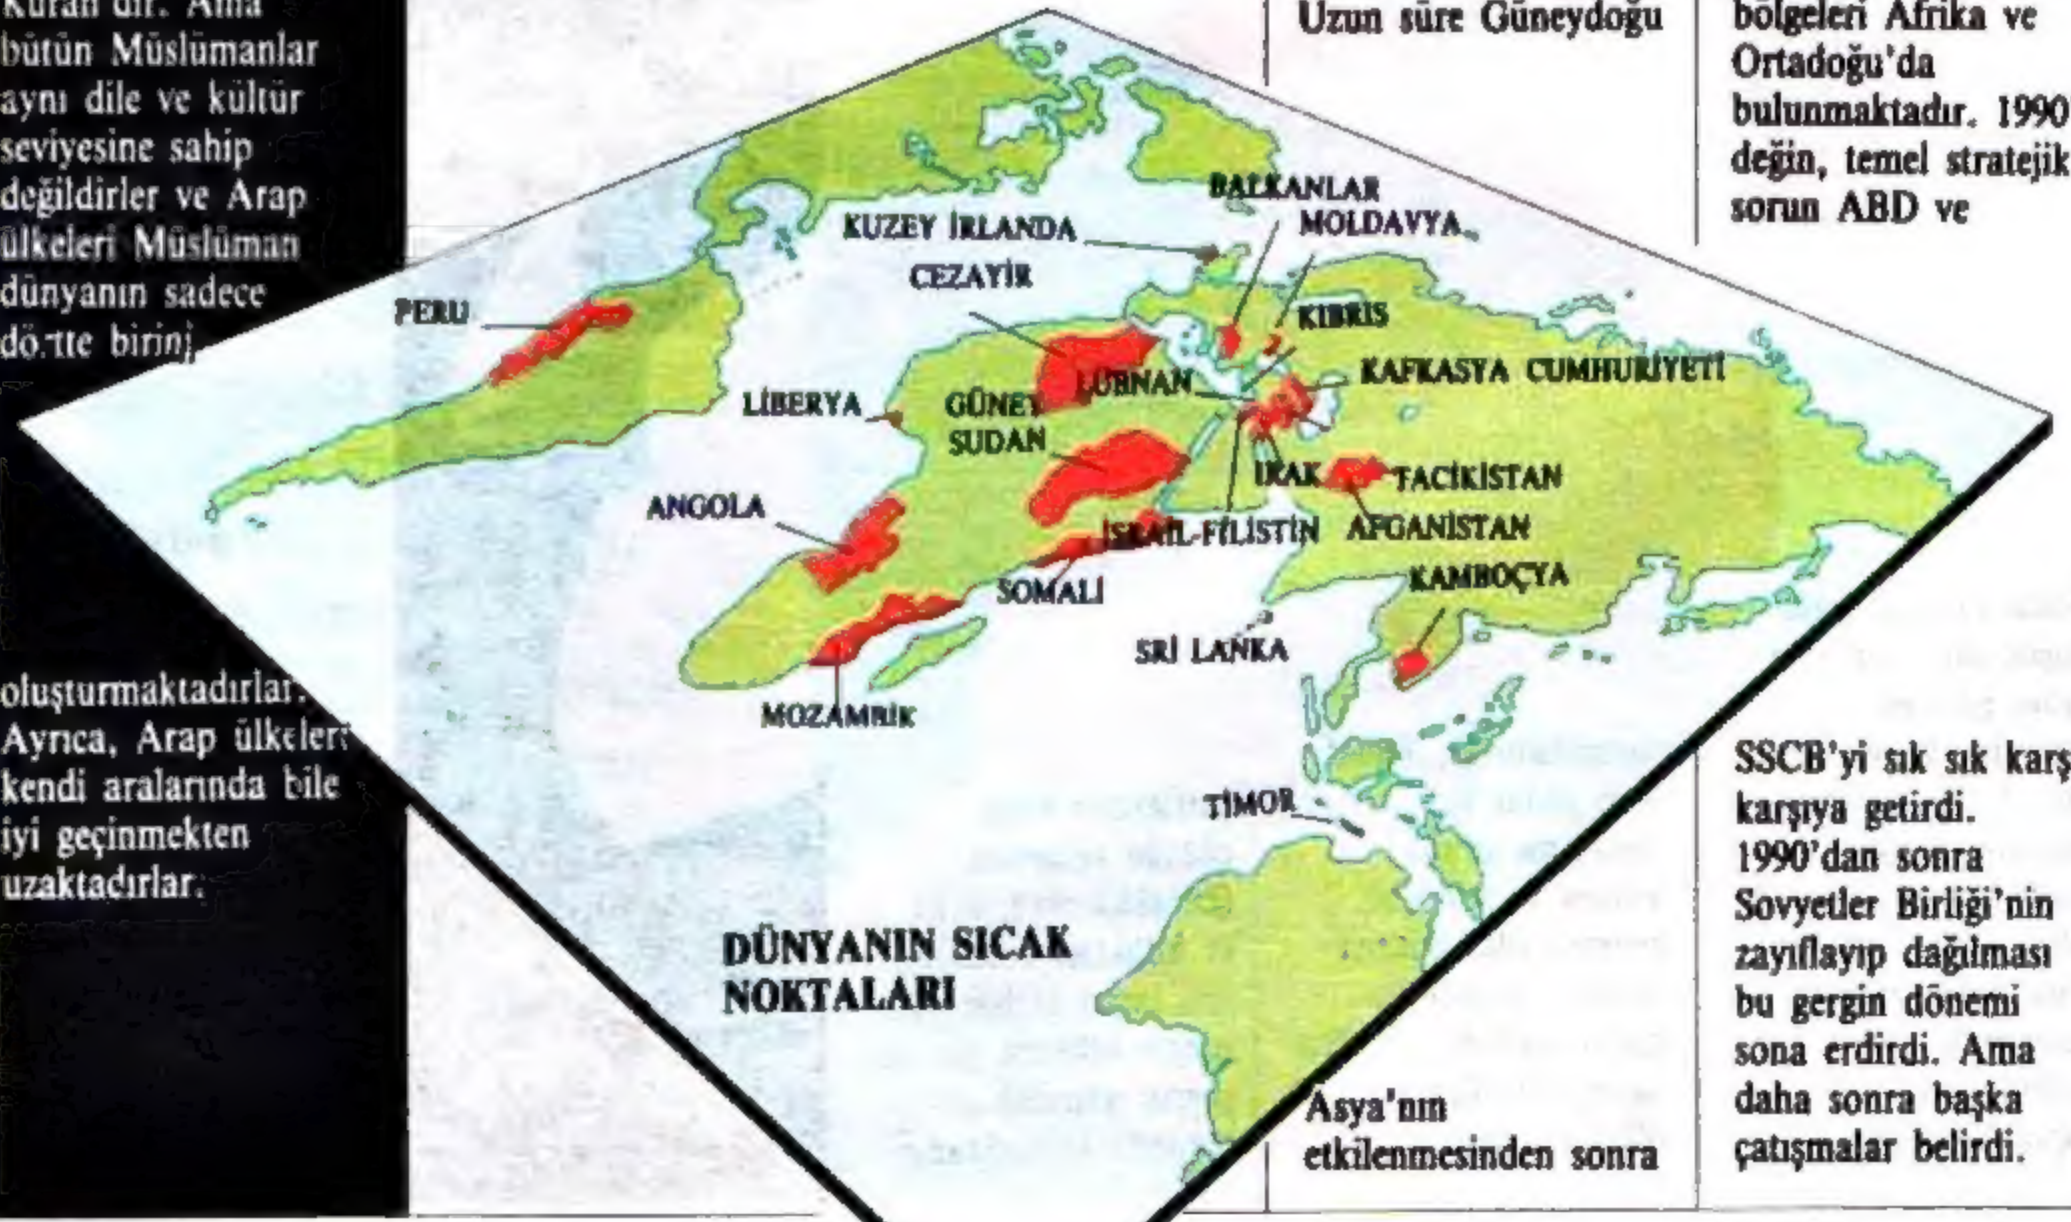 Kuran'dır. Ama
bütün Müslümanlar
aynı dile ve kültür
seviyesine sahip
değildirler ve Arap
ülkeleri Müslüman
dünyanın sadece
dörtte birini
oluşturmaktadırlar.
Ayrıca, Arap ülkeleri
kendi aralarında bile
iyi geçinmekten
uzaktadırlar.
Uzun süre Güneydoğu
Asya'nın
etkilenmesinden sonra
bölgeleri Afrika ve
Ortadoğu'da
bulunmaktadır. 1990
değin, temel stratejik
sorun ABD ve
SSCB'yi sık sık karş
karşıya getirdi.
1990'dan sonra
Sovyetler Birliği'nin
zayıflayıp dağılması
bu gergin dönemi
sona erdirdi. Ama
daha sonra başka
çatışmalar belirdi.
BALKANLAR
MOLDAVYA
KUZEY İRLANDA
CEZAYİR
PERU
KIBRIS
KAFKASYA CUMHURİYETİ
LÜBNAN
LİBERYA
GÜNEY
SUDAN
IRAK
TACİKİSTAN
ANGOLA
İSRAİL-FİLİSTİN
AFGANİSTAN
KAMBOÇYA
SOMALİ
SRİ LANKA
MOZAMBİK
TİMOR
DÜNYANIN SICAK
NOKTALARI